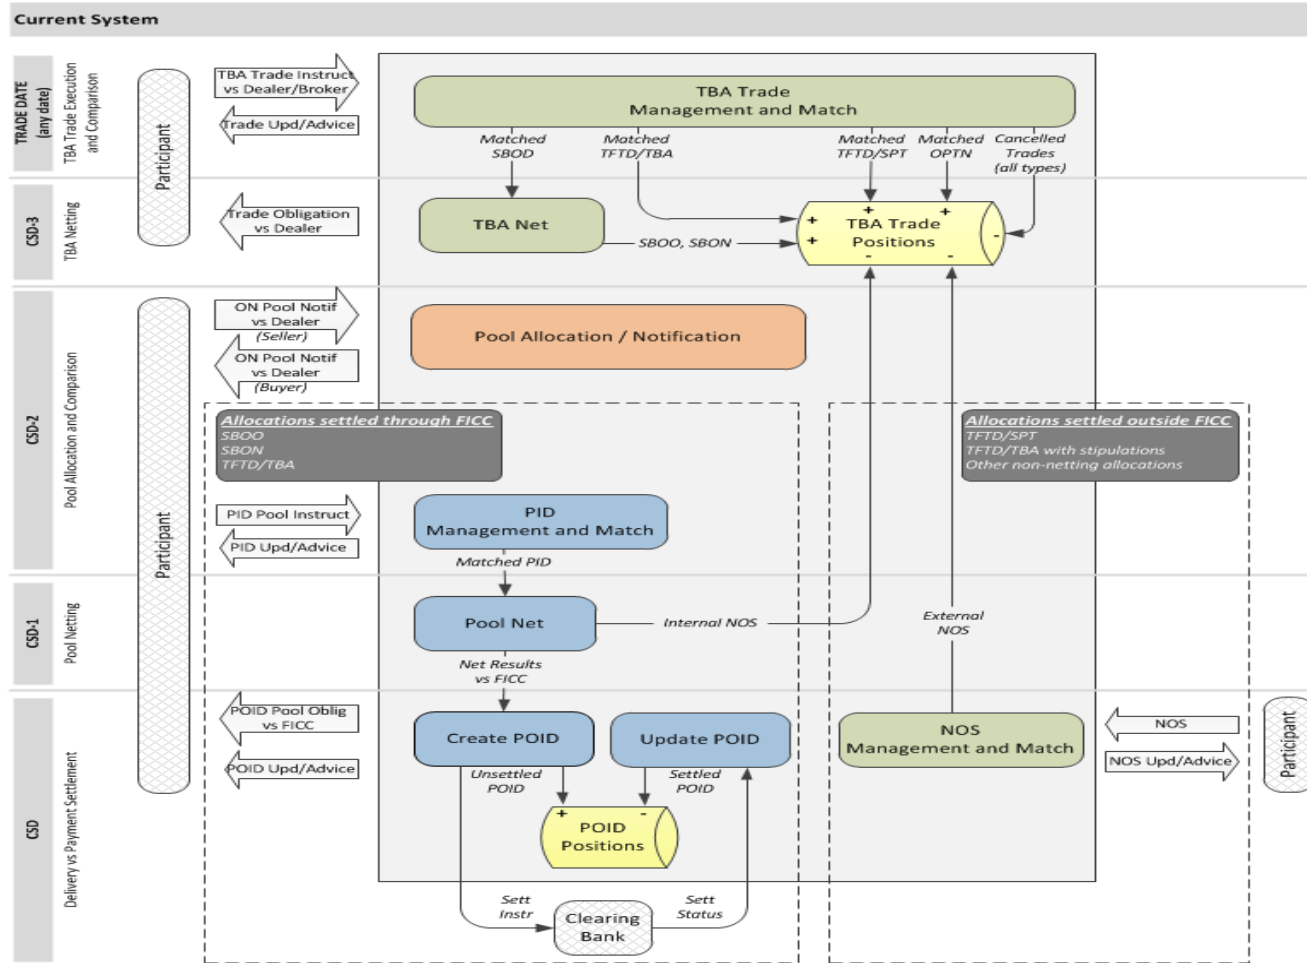 Current System
TRADE DATE
(any date)
TBA Trade Execution
and Comparison
Participant
TBA Trade Instruct
vs Dealer/Broker
Trade Upd/Advice
TBA Trade
Management and Match
Matched
SBOD
Matched
TFTD/TBA
Matched
TFTD/SPT
Matched
OPTN
Cancelled
Trades
(all types)
CSD-3
TBA Netting
Trade Obligation
vs Dealer
TBA Net
SBOO, SBON
+
+
+
+
-
-
-
TBA Trade
Positions
CSD-2
Pool Allocation and Comparison
Participant
ON Pool Notif
vs Dealer
(Seller)
ON Pool Notif
vs Dealer
(Buyer)
Pool Allocation / Notification
Allocations settled through FICC
SBOO
SBON
TFTD/TBA
Allocations settled outside FICC
TFTD/SPT
TFTD/TBA with stipulations
Other non-netting allocations
PID Pool Instruct
PID Upd/Advice
PID
Management and Match
Matched PID
CSD-1
Pool Netting
Pool Net
Internal NOS
External
NOS
Net Results
vs FICC
CSD
Delivery vs Payment Settlement
POID Pool Oblig
vs FICC
POID Upd/Advice
Create POID
Update POID
NOS
Management and Match
NOS
NOS Upd/Advice
Participant
Unsettled
POID
Settled
POID
+
-
POID
Positions
Sett
Instr
Clearing
Bank
Sett
Status